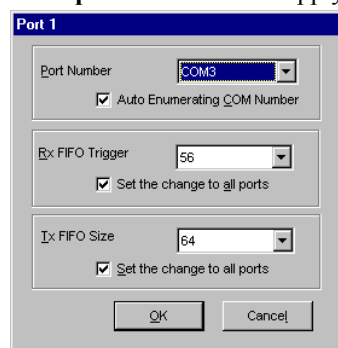 Port 1
Port Number
COM3
Auto Enumerating COM Number
Rx FIFO Trigger
56
Set the change to all ports
Tx FIFO Size
64
Set the change to all ports
OK
Cancel